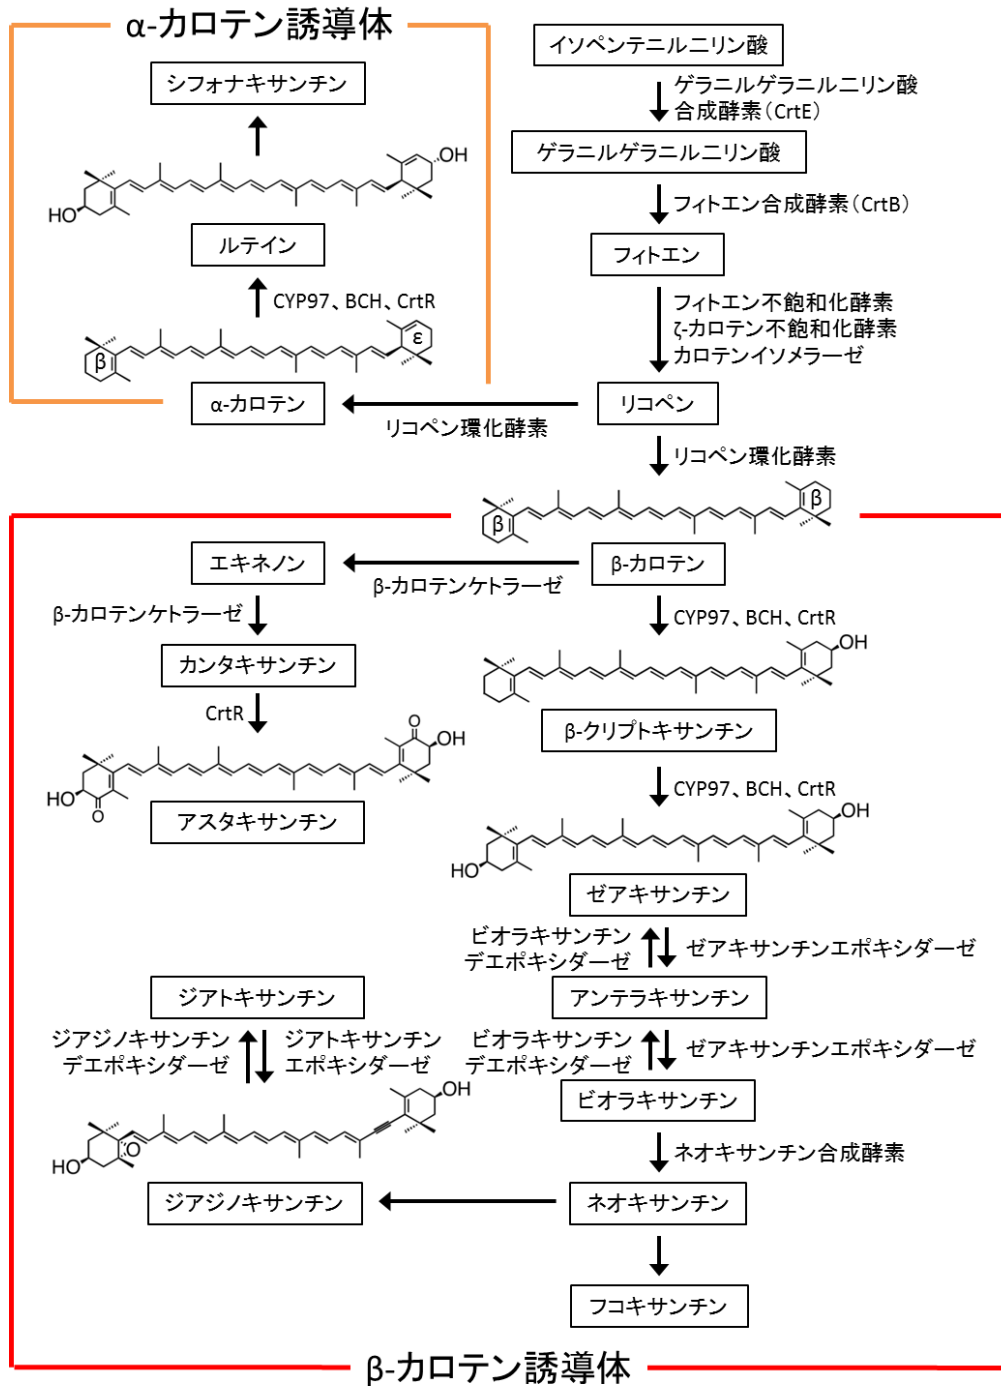 α-カロテン誘導体
シフォナキサンチン
OH
HO
ルテイン
CYP97、BCH、CrtR
β
ε
α-カロテン
イソペンテニル二リン酸
ゲラニルゲラニル二リン酸
合成酵素（CrtE）
ゲラニルゲラニル二リン酸
フィトエン合成酵素（CrtB）
フィトエン
フィトエン不飽和化酵素
ζ-カロテン不飽和化酵素
カロテンイソメラーゼ
リコペン
リコペン環化酵素
リコペン環化酵素
β
β
β-カロテン
β-カロテンケトラーゼ
エキネノン
β-カロテンケトラーゼ
カンタキサンチン
CrtR
O
OH
HO
O
アスタキサンチン
CYP97、BCH、CrtR
OH
β-クリプトキサンチン
CYP97、BCH、CrtR
OH
HO
ゼアキサンチン
ビオラキサンチン
デエポキシダーゼ
ゼアキサンチンエポキシダーゼ
アンテラキサンチン
ビオラキサンチン
デエポキシダーゼ
ゼアキサンチンエポキシダーゼ
ビオラキサンチン
ネオキサンチン合成酵素
ネオキサンチン
フコキサンチン
ジアトキサンチン
ジアジノキサンチン
デエポキシダーゼ
ジアトキサンチン
エポキシダーゼ
OH
O
HO
ジアジノキサンチン
β-カロテン誘導体